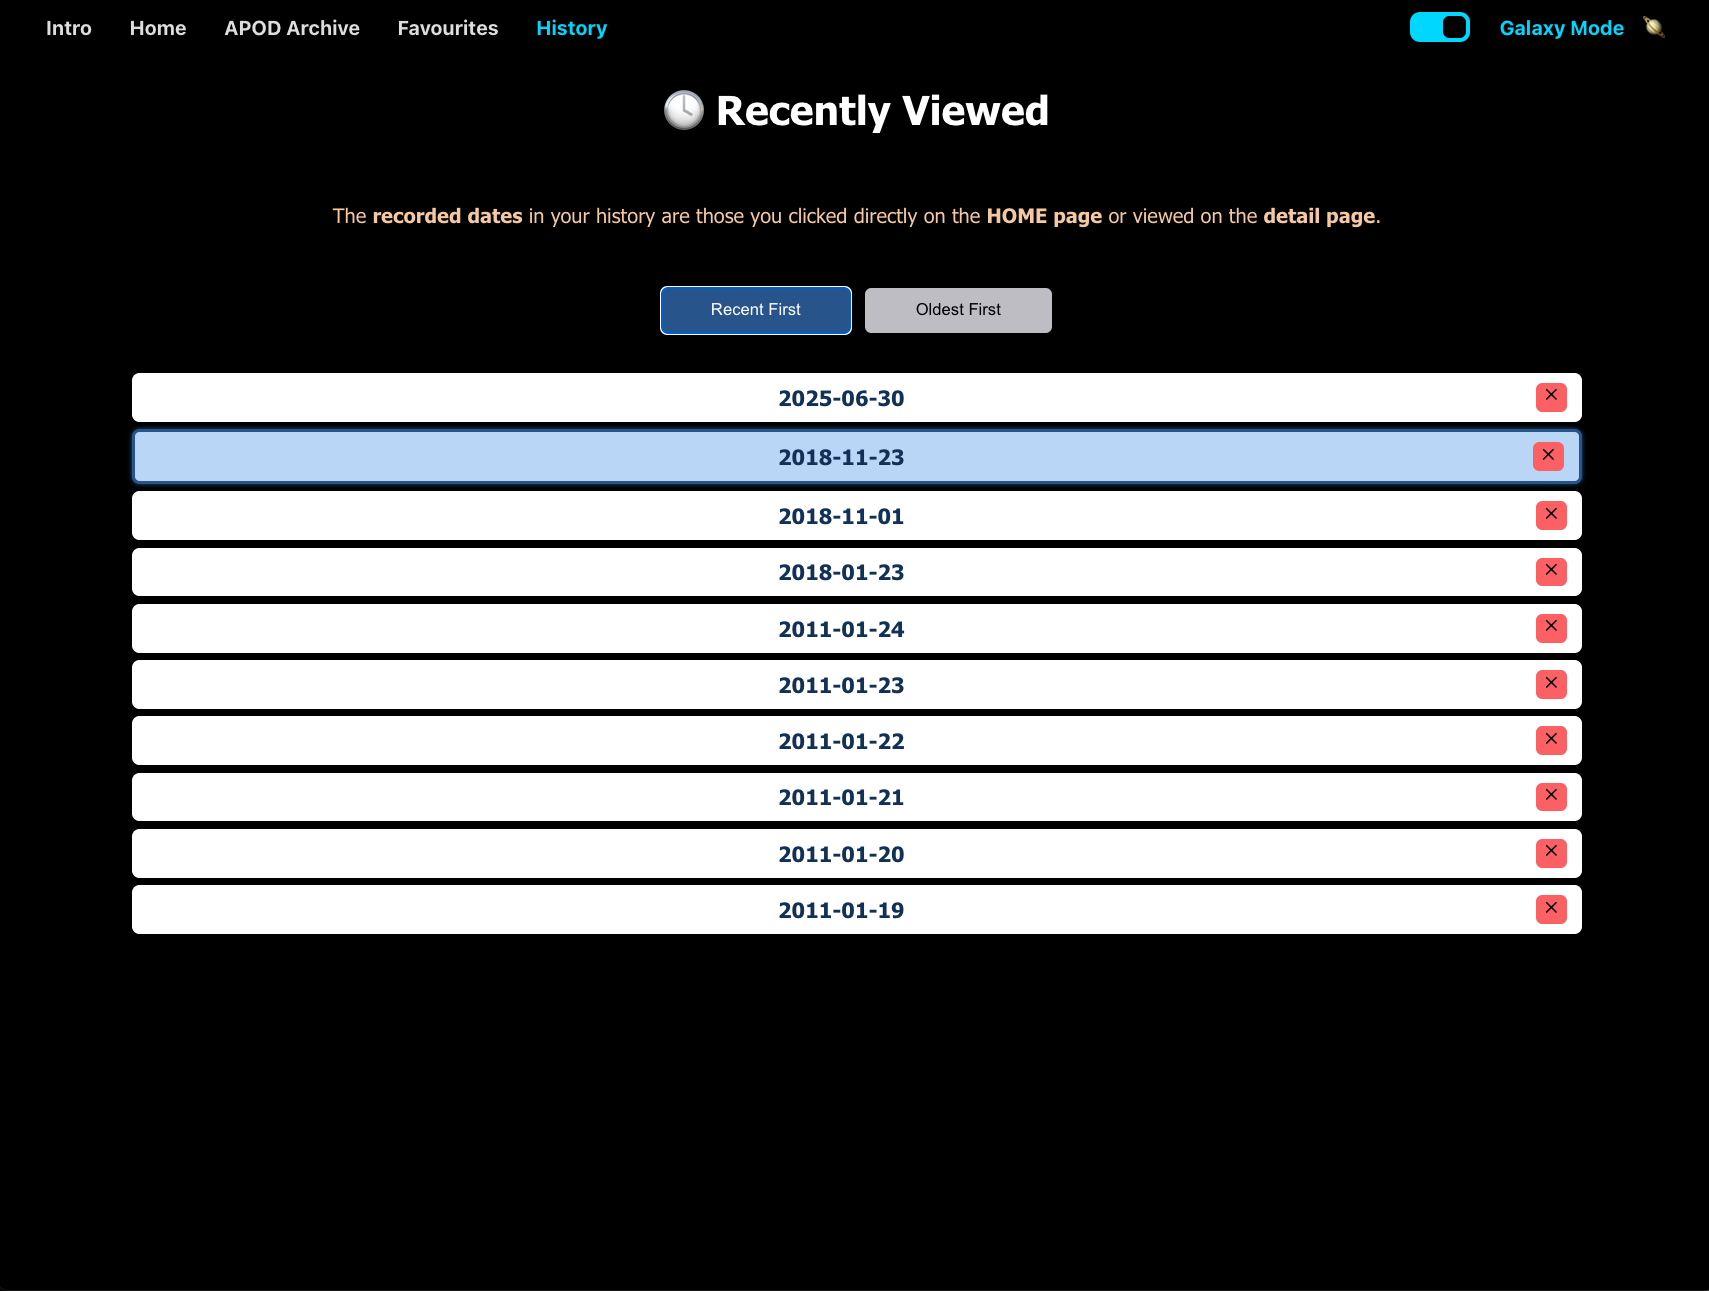 Intro Home APOD Archive Favourites History Galaxy Mode
Recently Viewed
The recorded dates in your history are those you clicked directly on the HOME page or viewed on the detail page.
Recent First Oldest First
2025-06-30
2018-11-23
2018-11-01
2018-01-23
2011-01-24
2011-01-23
2011-01-22
2011-01-21
2011-01-20
2011-01-19